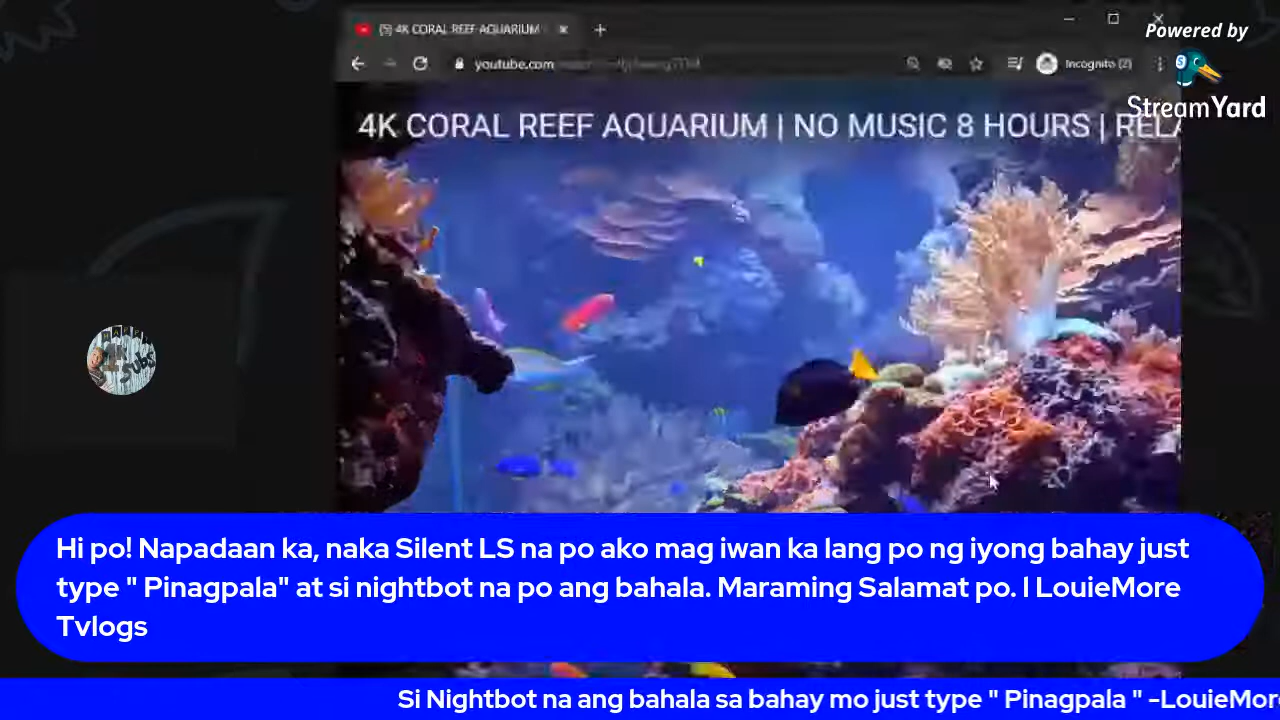 Powered by
StreamYard
4K CORAL REEF AQUARIUM
youtube.com
Incognito (2)
4K CORAL REEF AQUARIUM | NO MUSIC 8 HOURS | RELA
Hi po! Napadaan ka, naka Silent LS na po ako mag iwan ka lang po ng iyong bahay just
type " Pinagpala" at si nightbot na po ang bahala. Maraming Salamat po. I LouieMore
Tvlogs
Si Nightbot na ang bahala sa bahay mo just type " Pinagpala " -LouieMor